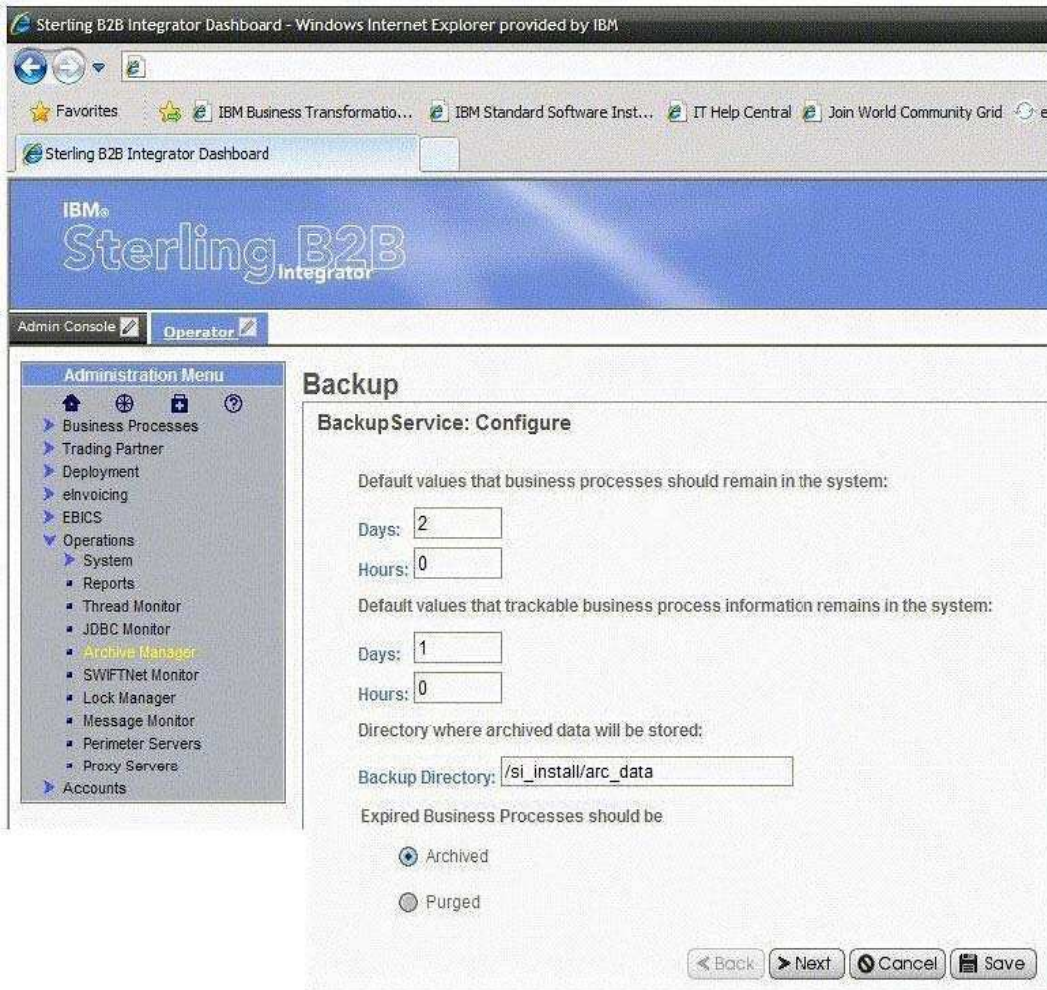 Sterling B2B Integrator Dashboard - Windows Internet Explorer provided by IBM
Favorites
IBM Business Transformatio...
IBM Standard Software Inst...
IT Help Central
Join World Community Grid
e
Sterling B2B Integrator Dashboard
IBM®
Sterling B2B
Integrator
Admin Console
Operator
Administration Menu
Business Processes
Trading Partner
Deployment
eInvoicing
EBICS
Operations
System
Reports
Thread Monitor
JDBC Monitor
Archive Manager
SWIFTNet Monitor
Lock Manager
Message Monitor
Perimeter Servers
Proxy Servers
Accounts
Backup
BackupService: Configure
Default values that business processes should remain in the system:
Days: 2
Hours: 0
Default values that trackable business process information remains in the system:
Days: 1
Hours: 0
Directory where archived data will be stored:
Backup Directory: /si_install/arc_data
Expired Business Processes should be
Archived
Purged
Back Next Cancel Save